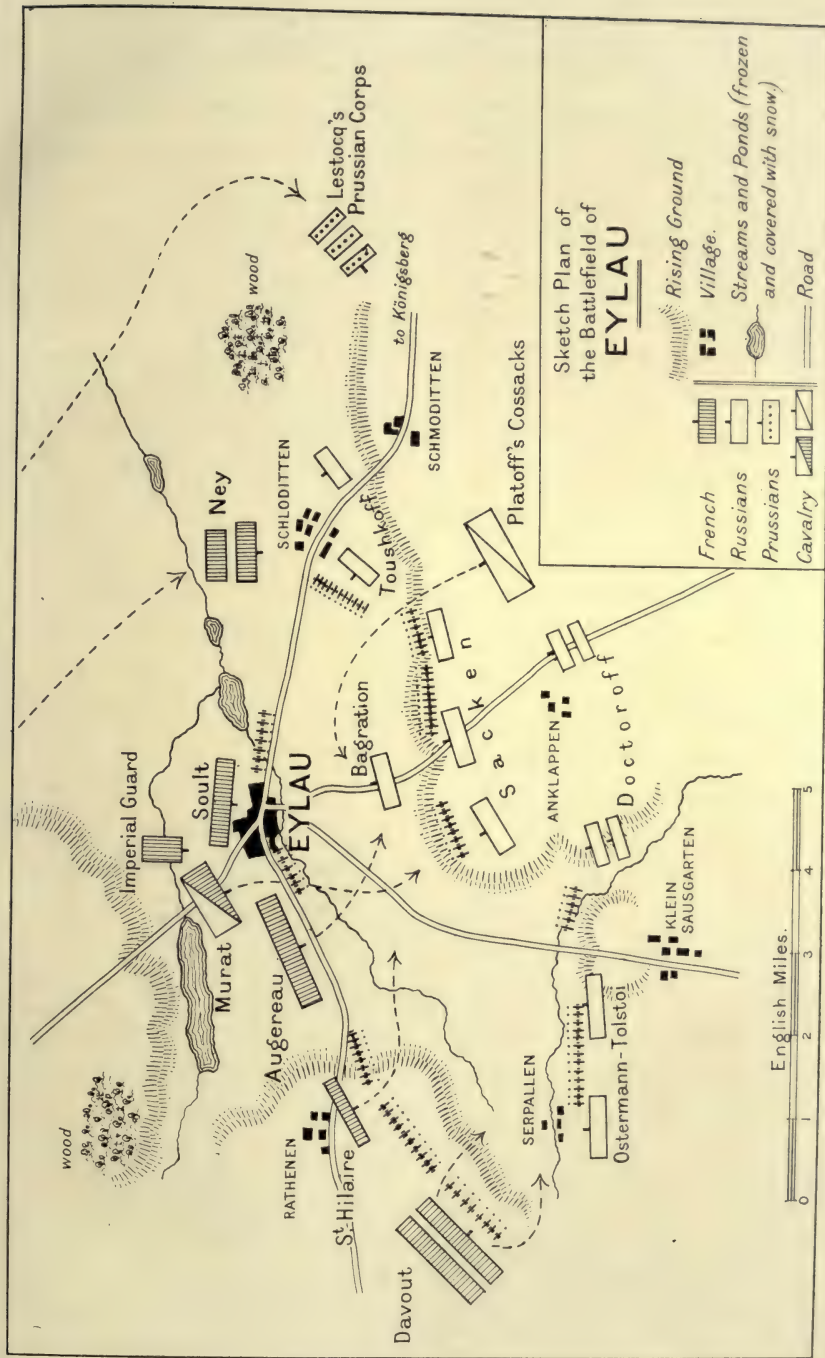 Sketch Plan of
the Battlefield of
EYLAU
Rising Ground
Village.
Streams and Ponds (frozen
and covered with snow.)
Road
French
Russians
Prussians
Cavalry
wood
Imperial Guard
Murat
Soult
Ney
wood
Lestocq's
Prussian Corps
to Königsberg
SCHLODITTEN
SCHMODITTEN
Toushkoff
Platoff's Cossacks
EYLAU
Augereau
Bagration
Sacken
RATHENEN
St Hilaire
Davout
ANKLAPPEN
Doctoroff
SERPALLEN
Ostermann-Tolstoi
KLEIN
SAUSGARTEN
English Miles.
0 1 2 3 4 5